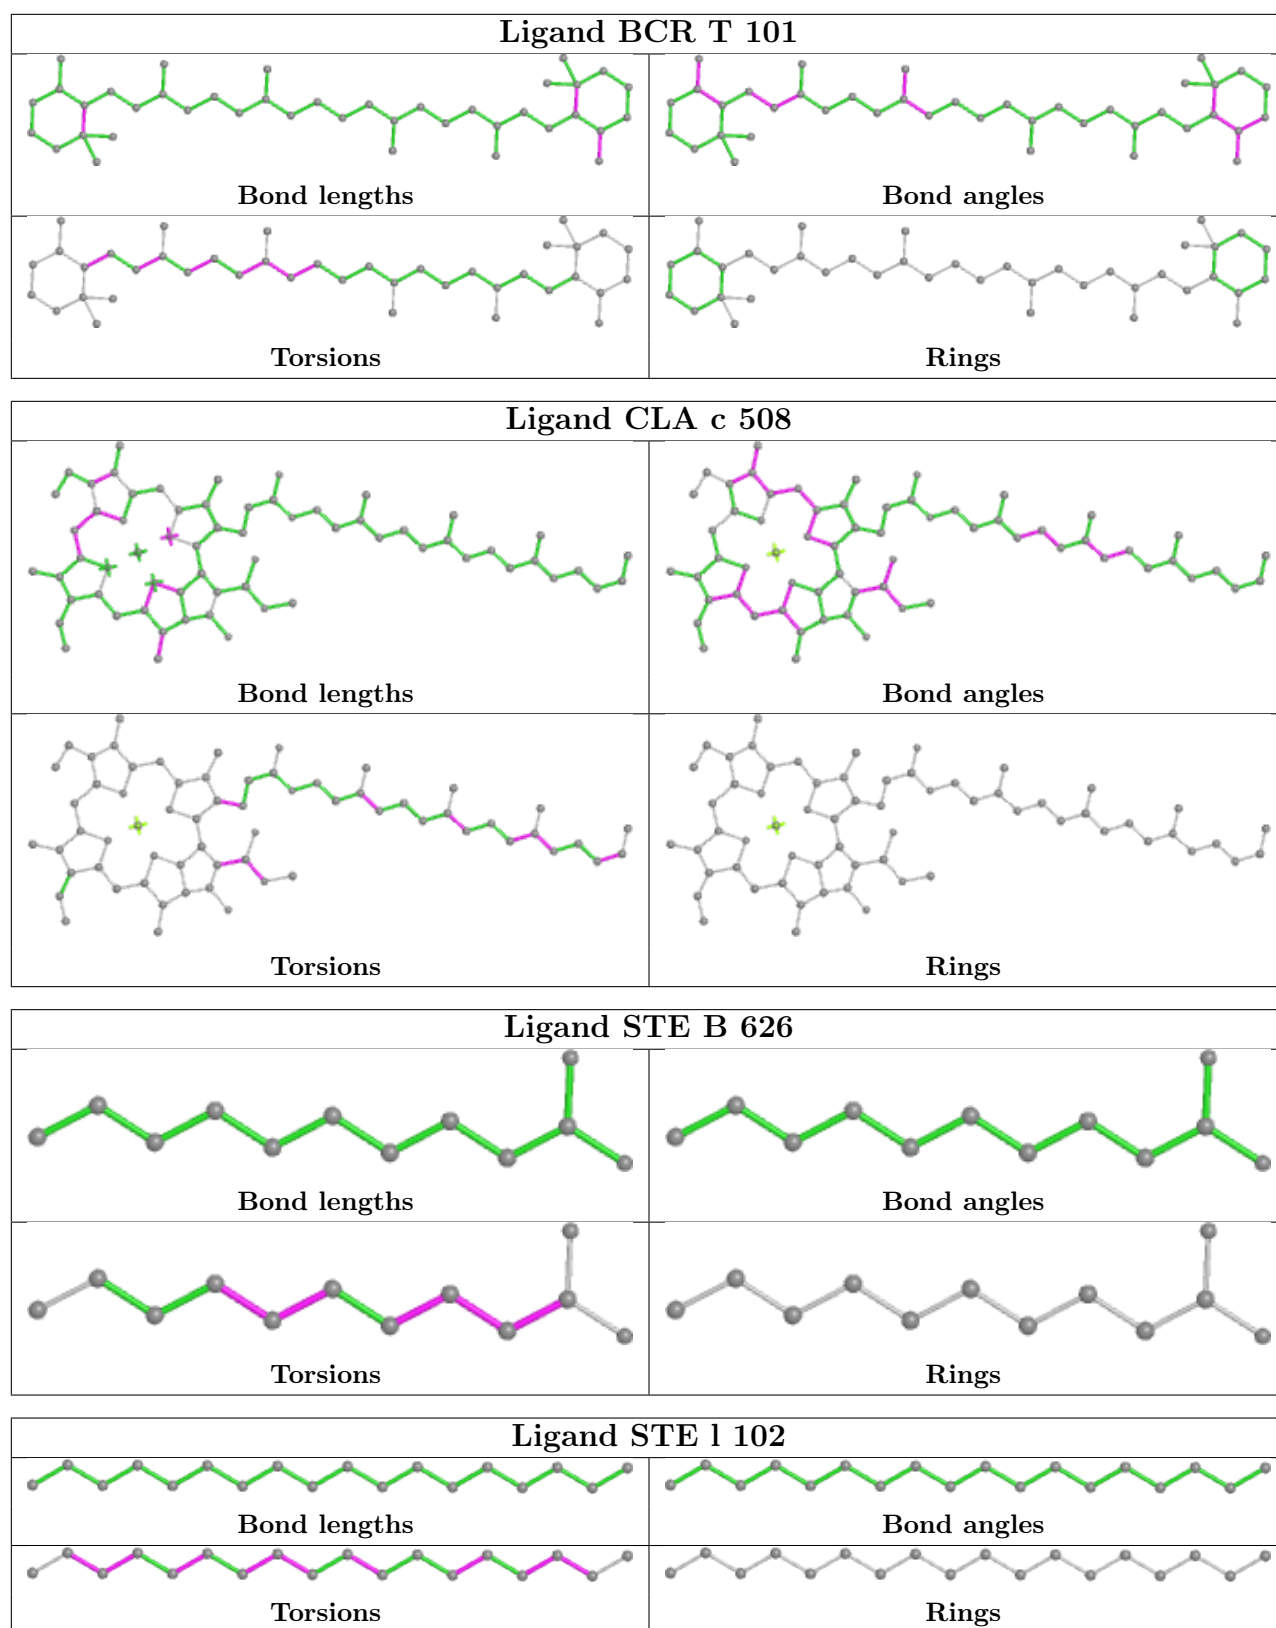 Ligand BCR T 101
Bond lengths
Bond angles
Torsions
Rings
Ligand CLA c 508
Bond lengths
Bond angles
Torsions
Rings
Ligand STE B 626
Bond lengths
Bond angles
Torsions
Rings
Ligand STE l 102
Bond lengths
Bond angles
Torsions
Rings